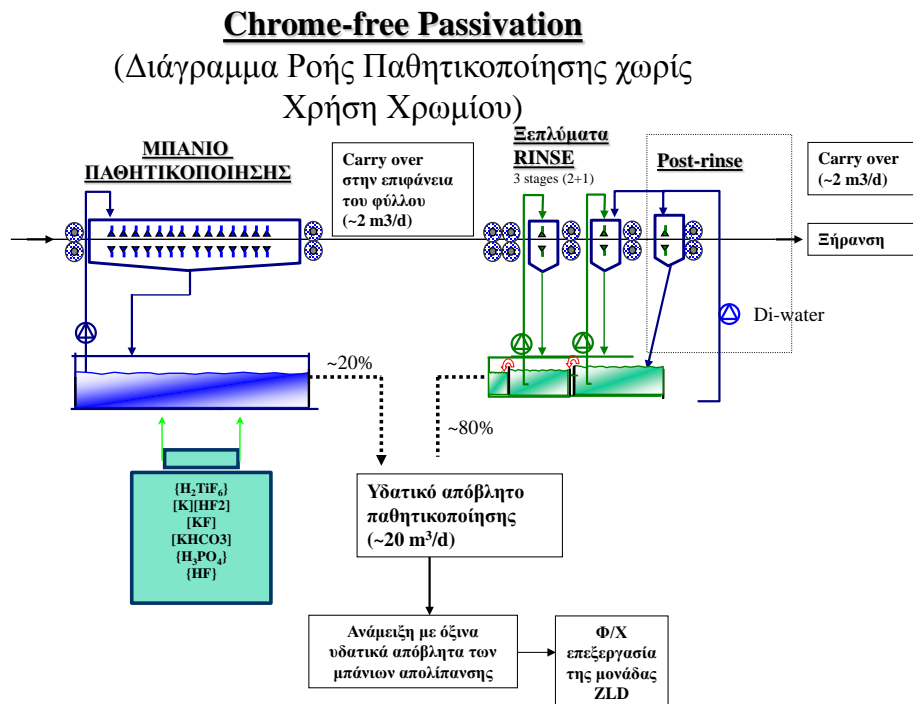 Chrome-free Passivation
(Διάγραμμα Ροής Παθητικοποίησης χωρίς
Χρήση Χρωμίου)
ΜΠΑΝΙΟ
ΠΑΘΗΤΙΚΟΠΟΙΗΣΗΣ
Carry over
στην επιφάνεια
του φύλλου
(~2 m3/d)
Ξεπλύματα
RINSE
3 stages (2+1)
Post-rinse
Carry over
(~2 m3/d)
Ξήρανση
Di-water
~20%
~80%
{H₂TiF₆}
[K][HF2]
[KF]
[KHCO3]
{H₃PO₄}
{HF}
Υδατικό απόβλητο
παθητικοποίησης
(~20 m³/d)
Ανάμειξη με όξινα
υδατικά απόβλητα των
μπάνιων απολίπανσης
Φ/Χ
επεξεργασία
της μονάδας
ZLD